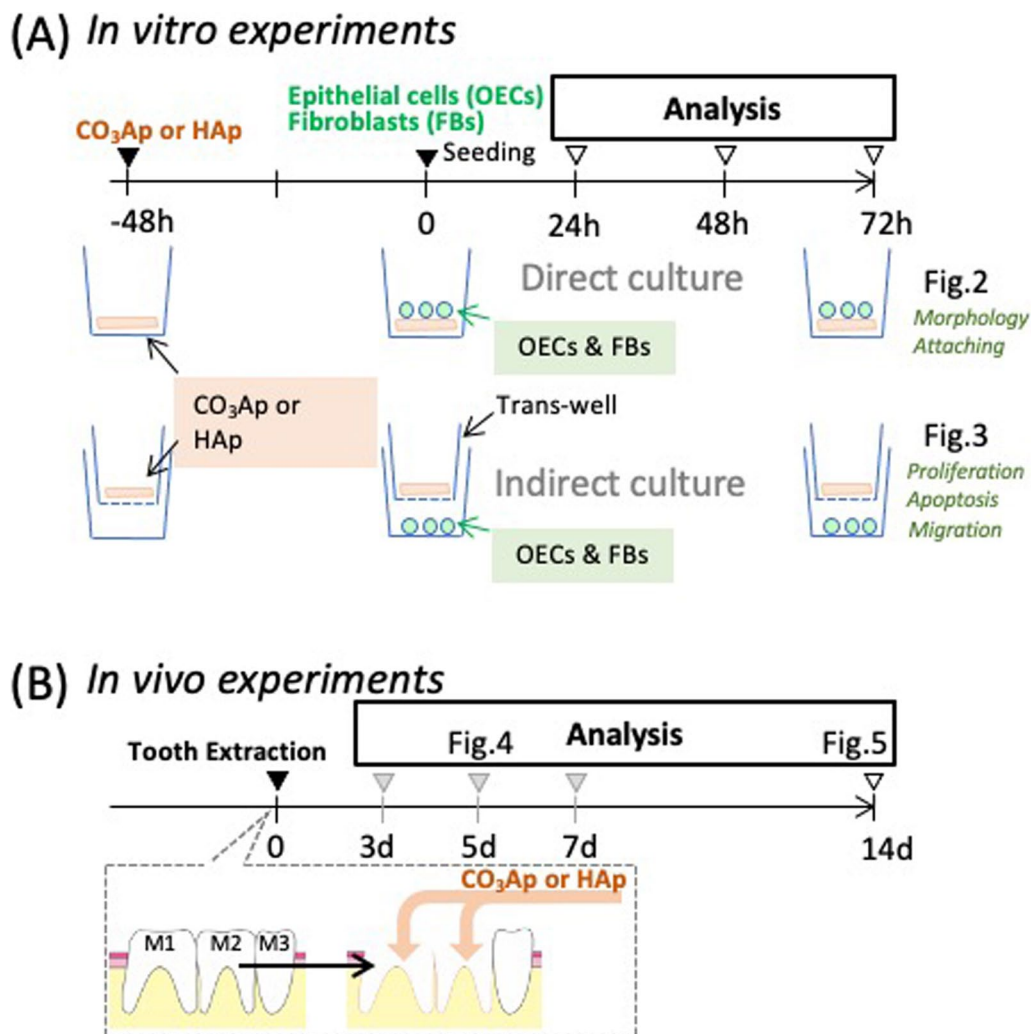 (A) In vitro experiments
Epithelial cells (OECs)
Fibroblasts (FBs)
Analysis
CO₃Ap or HAp
Seeding
-48h
0
24h
48h
72h
Direct culture
Fig.2
Morphology
Attaching
OECs & FBs
CO₃Ap or
HAp
Trans-well
Fig.3
Indirect culture
Proliferation
Apoptosis
Migration
OECs & FBs
(B) In vivo experiments
Tooth Extraction
Fig.4
Analysis
Fig.5
0
3d
5d
7d
14d
CO₃Ap or HAp
M1
M2
M3